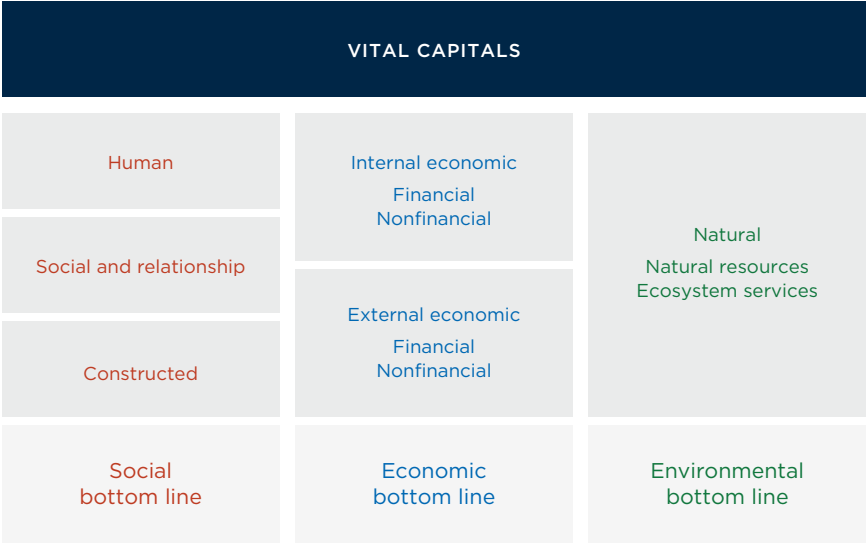 VITAL CAPITALS
Human
Social and relationship
Constructed
Social
bottom line
Internal economic
Financial
Nonfinancial
External economic
Financial
Nonfinancial
Economic
bottom line
Natural
Natural resources
Ecosystem services
Environmental
bottom line